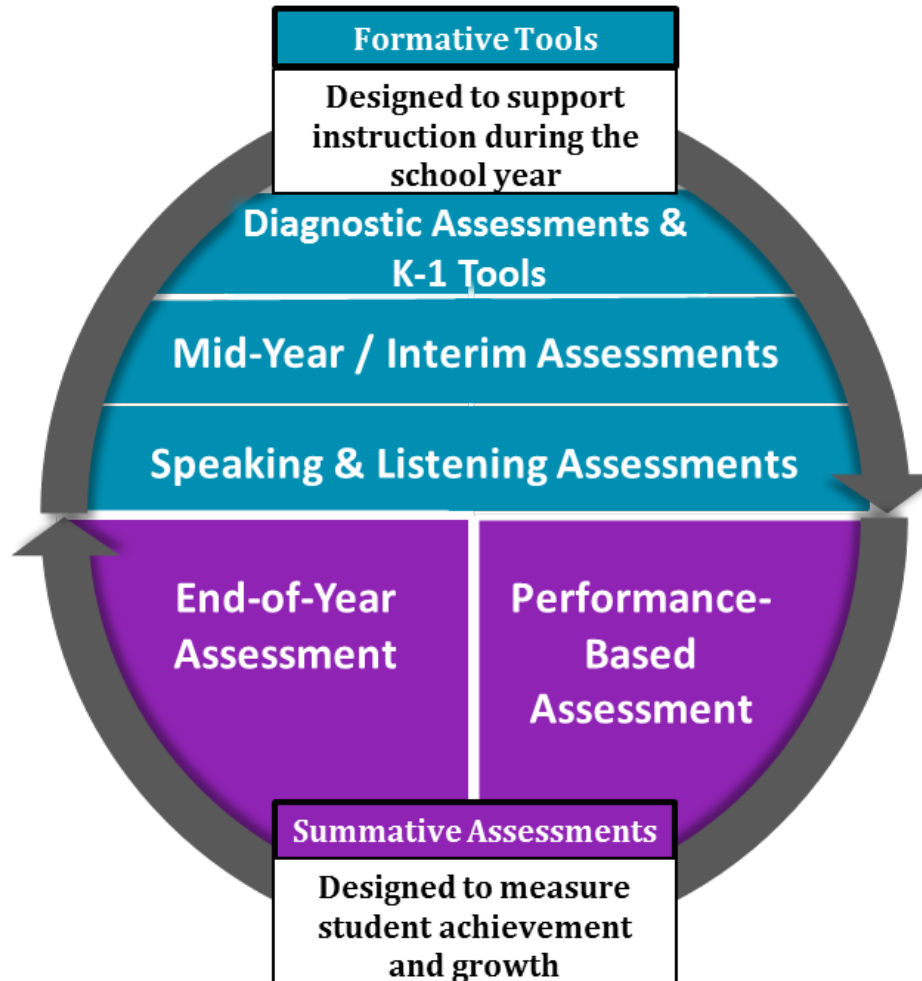 Formative Tools
Designed to support
instruction during the
school year
Diagnostic Assessments &
K-1 Tools
Mid-Year / Interim Assessments
Speaking & Listening Assessments
End-of-Year
Assessment
Performance-
Based
Assessment
Summative Assessments
Designed to measure
student achievement
and growth